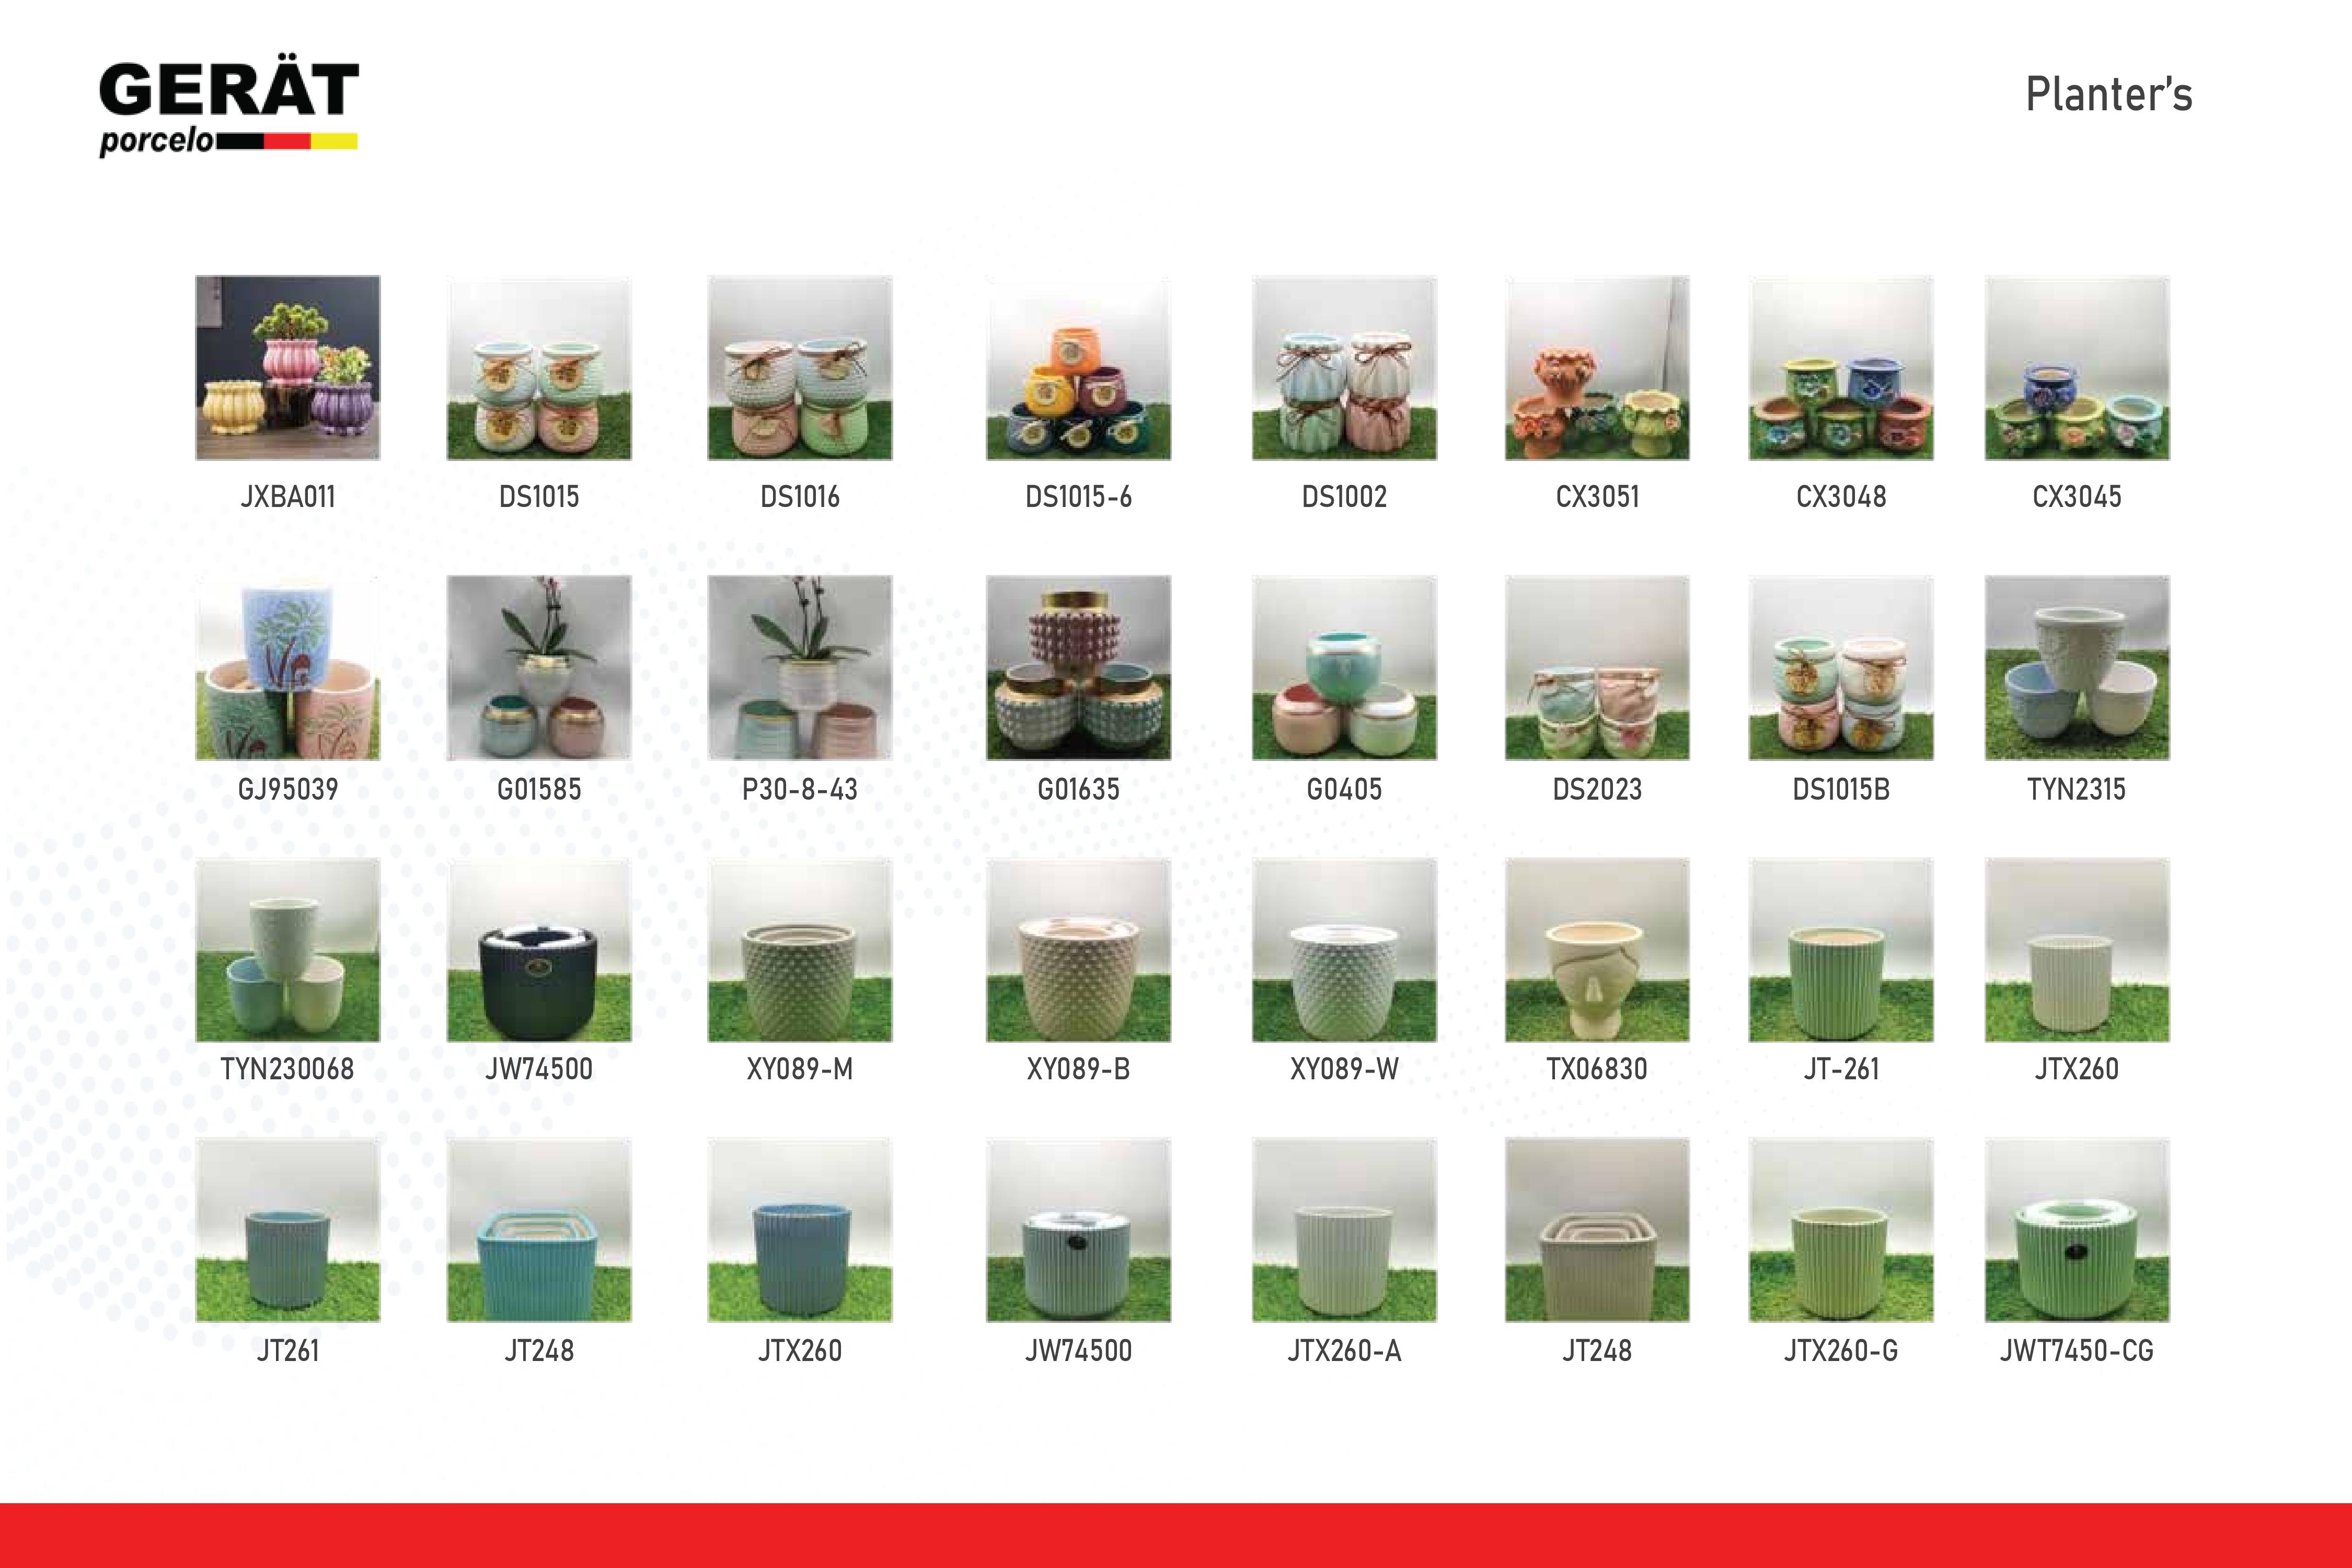 GERÄT
porcelo
Planter's
JXBA011
DS1015
DS1016
DS1015-6
DS1002
CX3051
CX3048
CX3045
GJ95039
G01585
P30-8-43
G01635
G0405
DS2023
DS1015B
TYN2315
TYN230068
JW74500
XY089-M
XY089-B
XY089-W
TX06830
JT-261
JTX260
JT261
JT248
JTX260
JW74500
JTX260-A
JT248
JTX260-G
JWT7450-CG